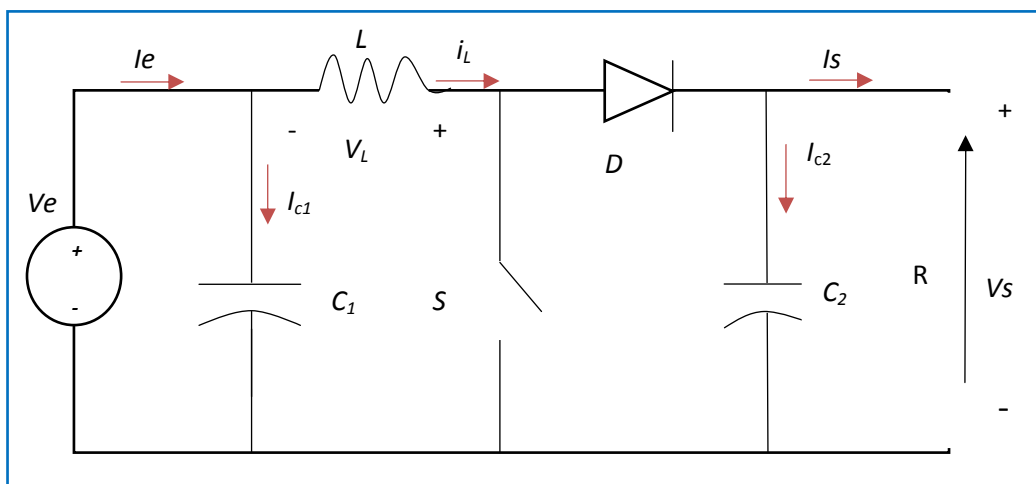 Ie
L
iL
Is
- VL +
D
Ic1
Ic2
+
Ve
+
-
C1
S
C2
R
Vs
-